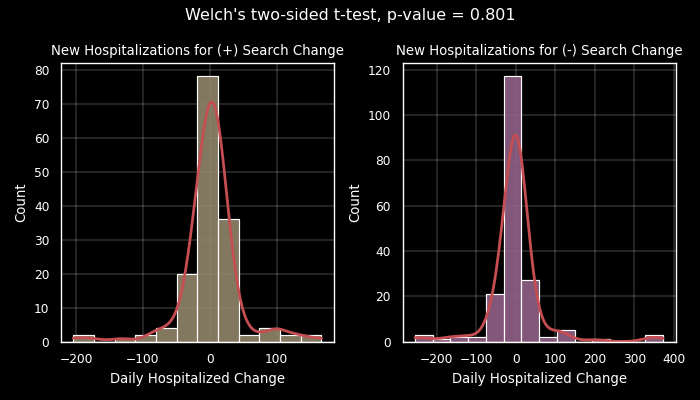 Welch's two-sided t-test, p-value = 0.801
New Hospitalizations for (+) Search Change
80
70
60
50
40
30
20
10
0
Count
−200 −100 0 100
Daily Hospitalized Change
New Hospitalizations for (-) Search Change
120
100
80
60
40
20
0
Count
−200 −100 0 100 200 300 400
Daily Hospitalized Change